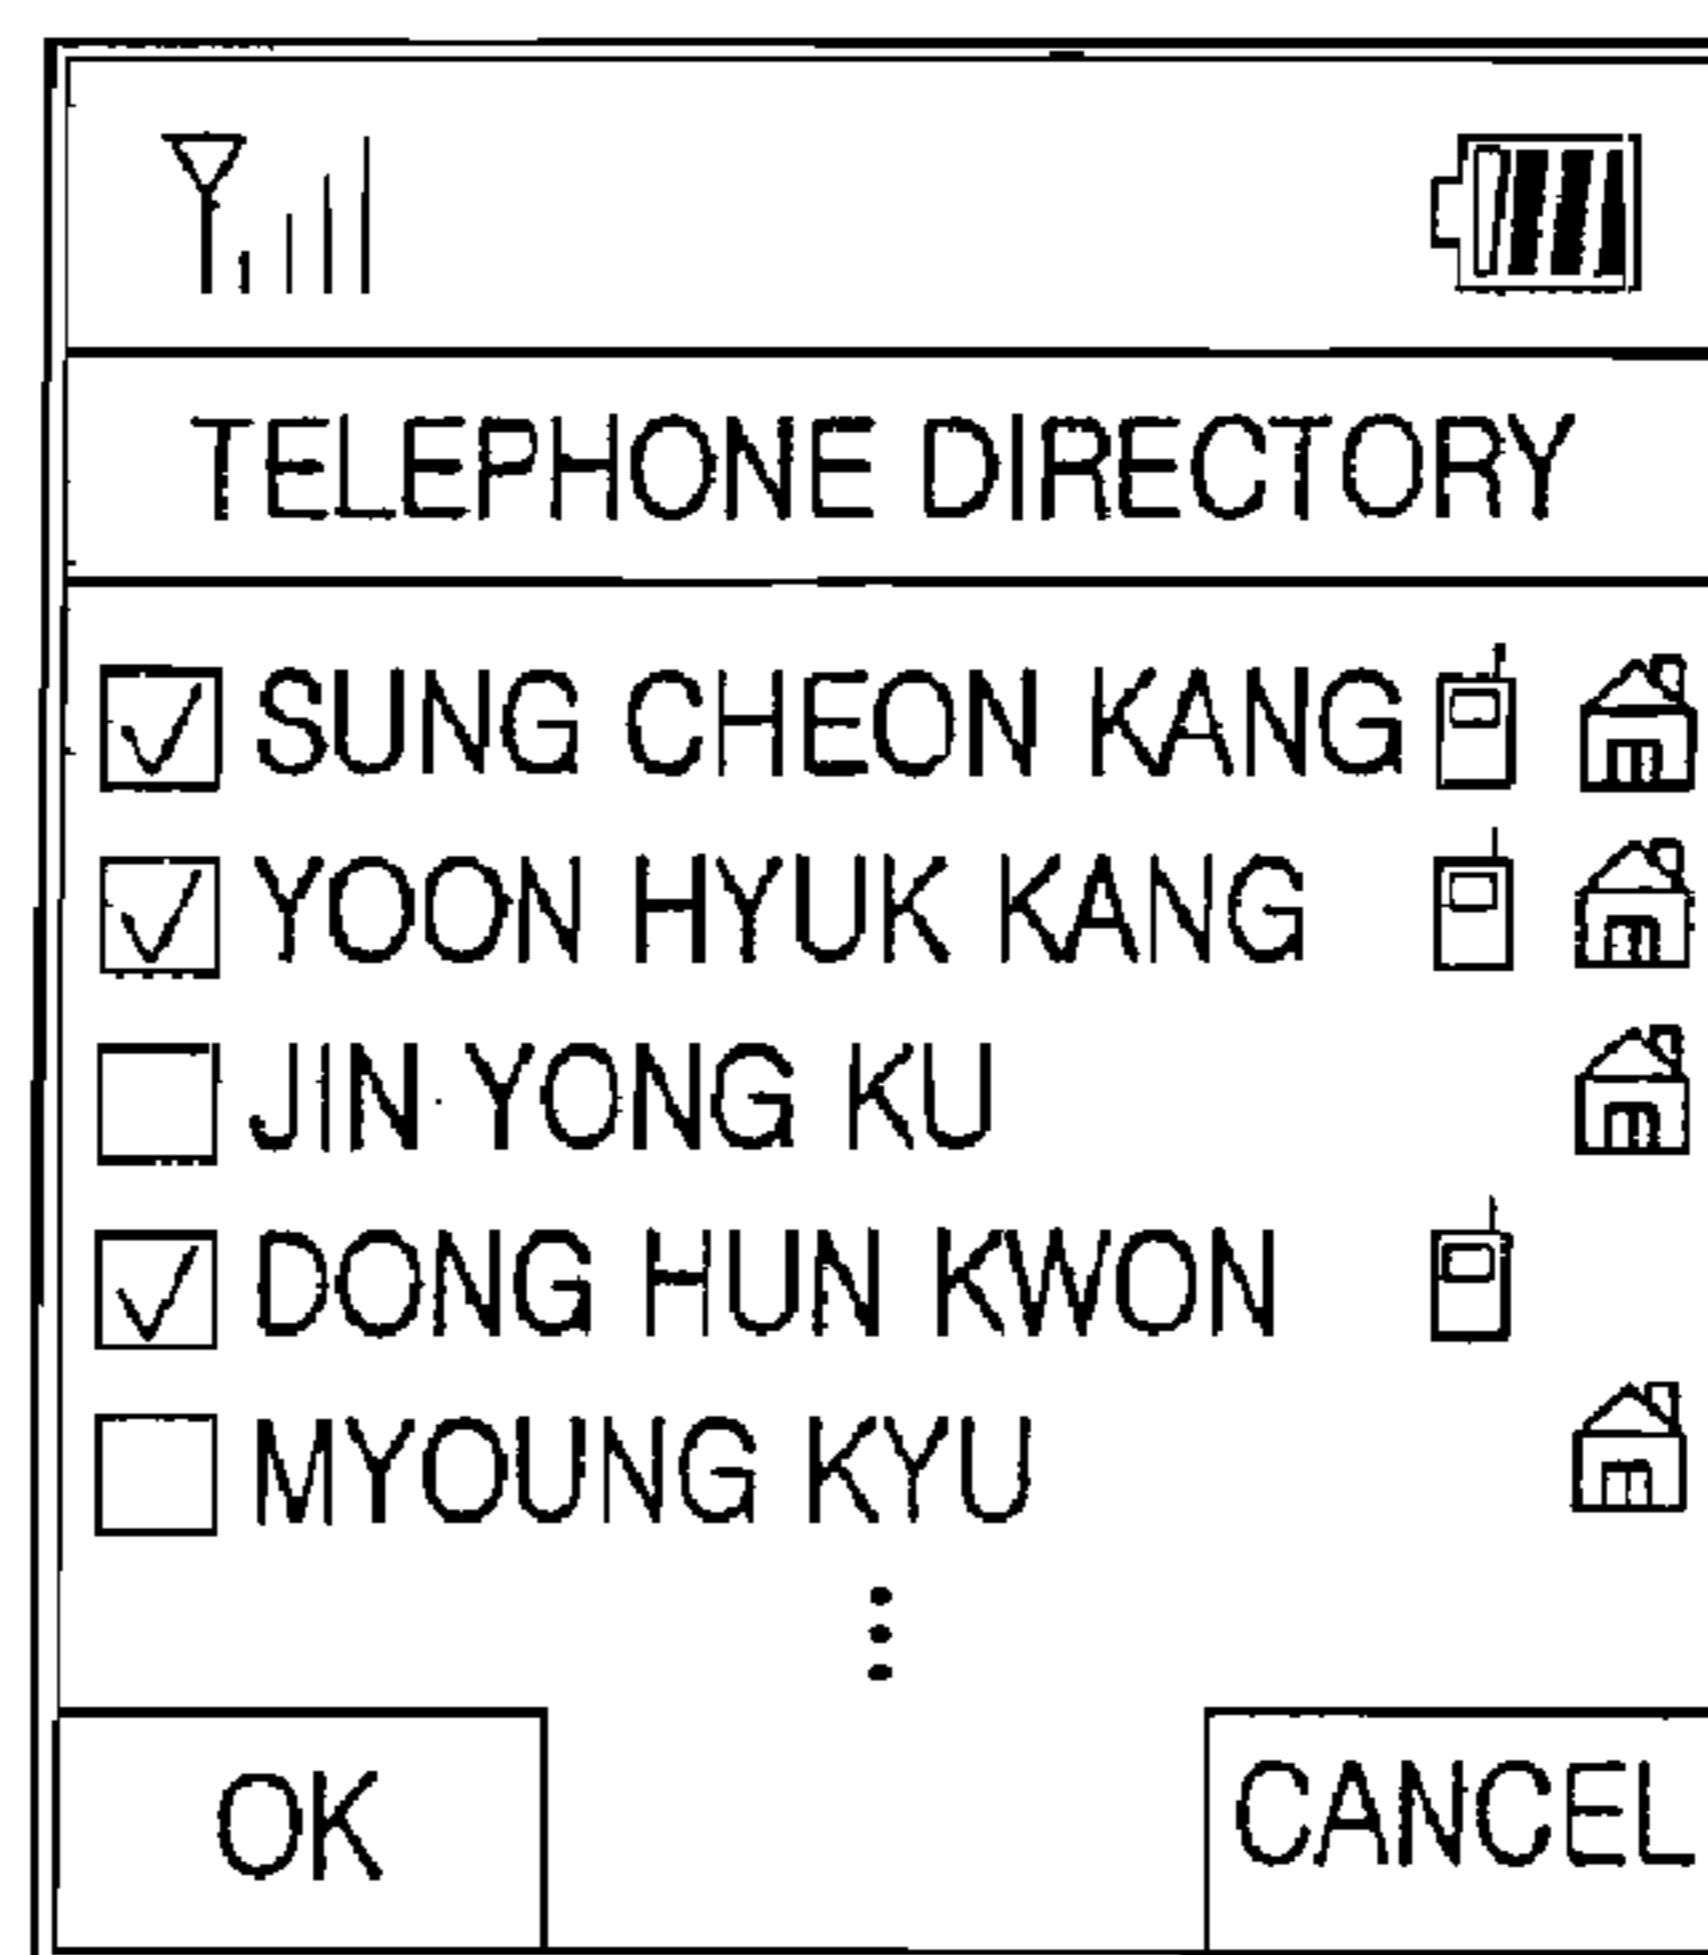 TELEPHONE DIRECTORY
SUNG CHEON KANG
YOON HYUK KANG
JIN YONG KU
DONG HUN KWON
MYOUNG KYU
OK
CANCEL